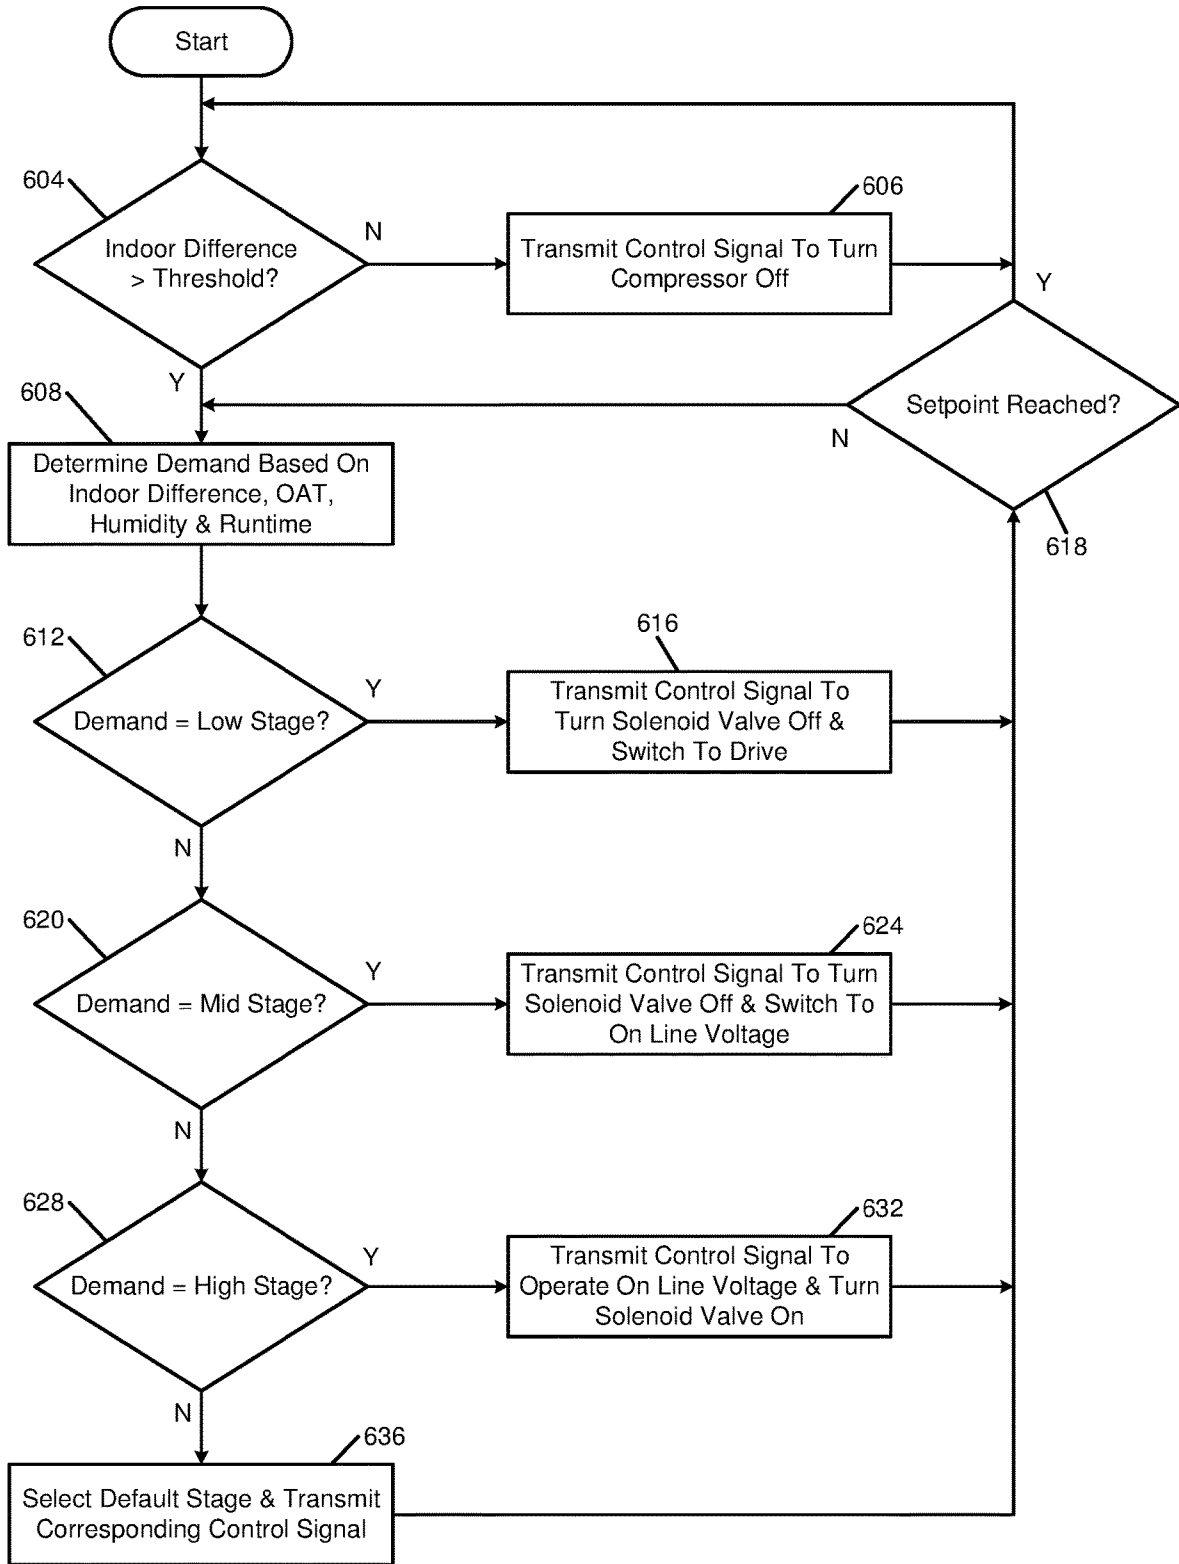 Start
604
606
Indoor Difference
> Threshold?
N
Transmit Control Signal To Turn
Compressor Off
Y
Y
608
Setpoint Reached?
N
618
Determine Demand Based On
Indoor Difference, OAT,
Humidity & Runtime
612
616
Demand = Low Stage?
Y
Transmit Control Signal To
Turn Solenoid Valve Off &
Switch To Drive
N
620
624
Demand = Mid Stage?
Y
Transmit Control Signal To Turn
Solenoid Valve Off & Switch To
On Line Voltage
N
628
632
Demand = High Stage?
Y
Transmit Control Signal To
Operate On Line Voltage & Turn
Solenoid Valve On
N
636
Select Default Stage & Transmit
Corresponding Control Signal